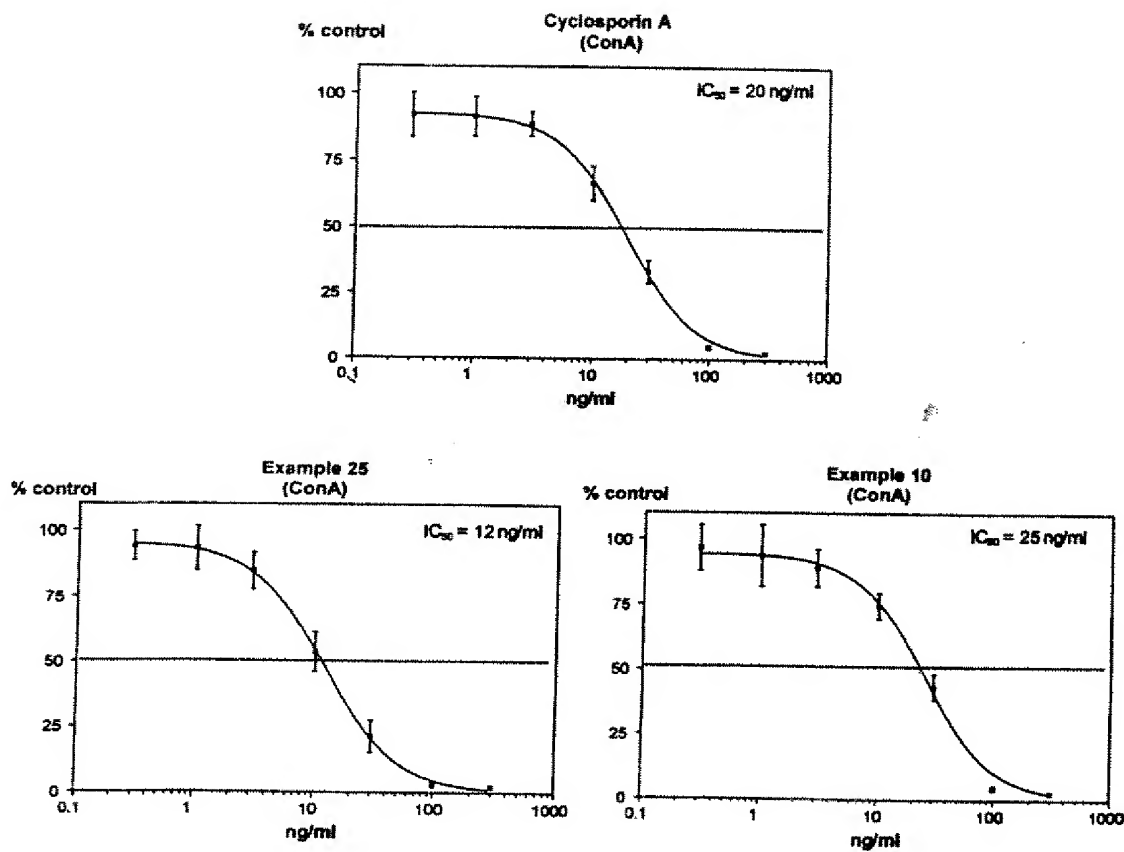 Cyclosporin A
(ConA)
% control
IC₅₀ = 20 ng/ml
100
75
50
25
0
0.1 1 10 100 1000
ng/ml
Example 25
(ConA)
% control
IC₅₀ = 12 ng/ml
100
75
50
25
0
0.1 1 10 100 1000
ng/ml
Example 10
(ConA)
% control
IC₅₀ = 25 ng/ml
100
75
50
25
0
0.1 1 10 100 1000
ng/ml